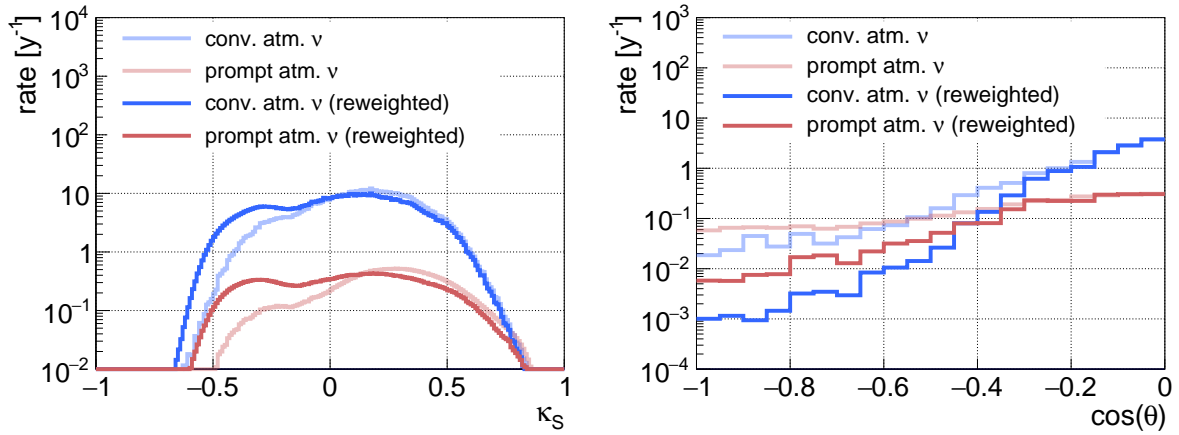 rate [y⁻¹]
10⁴
10³
10²
10
1
10⁻¹
10⁻²
conv. atm. ν
prompt atm. ν
conv. atm. ν (reweighted)
prompt atm. ν (reweighted)
−1 −0.5 0 0.5 1
κ_S
rate [y⁻¹]
10⁴
10³
10²
10
1
10⁻¹
10⁻²
10⁻³
10⁻⁴
conv. atm. ν
prompt atm. ν
conv. atm. ν (reweighted)
prompt atm. ν (reweighted)
−1 −0.8 −0.6 −0.4 −0.2 0
cos(θ)